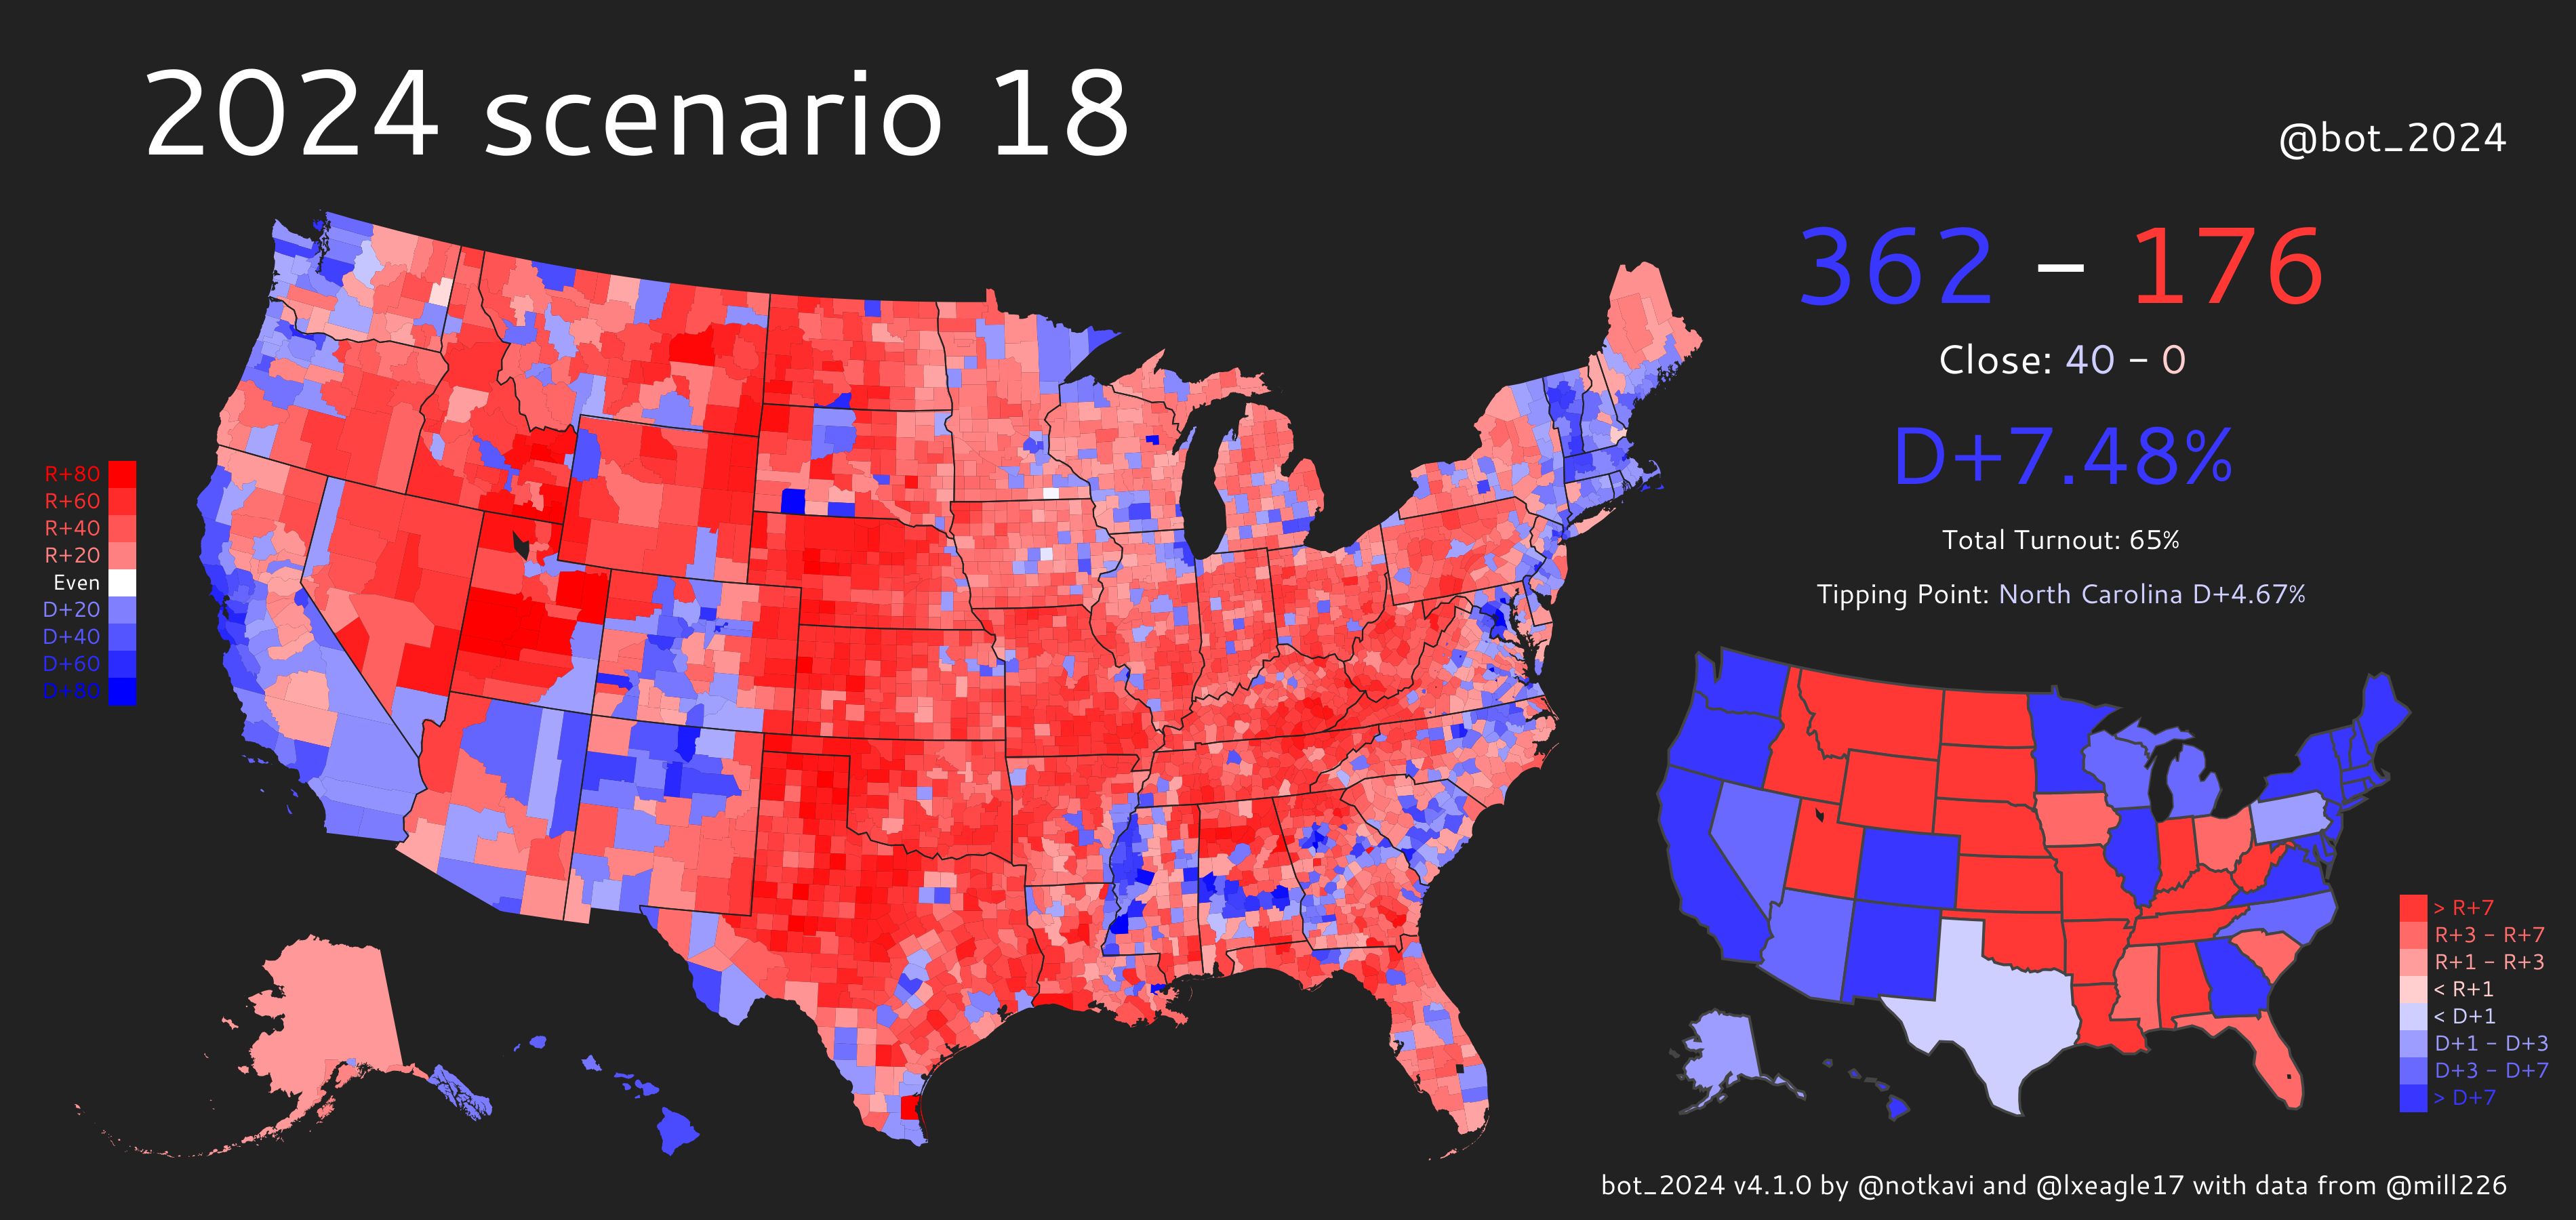 2024 scenario 18
@bot_2024
362 – 176
Close: 40 – 0
D+7.48%
Total Turnout: 65%
Tipping Point: North Carolina D+4.67%
R+80
R+60
R+40
R+20
Even
D+20
D+40
D+60
D+80
> R+7
R+3 – R+7
R+1 – R+3
< R+1
< D+1
D+1 – D+3
D+3 – D+7
> D+7
bot_2024 v4.1.0 by @notkavi and @lxeagle17 with data from @mill226